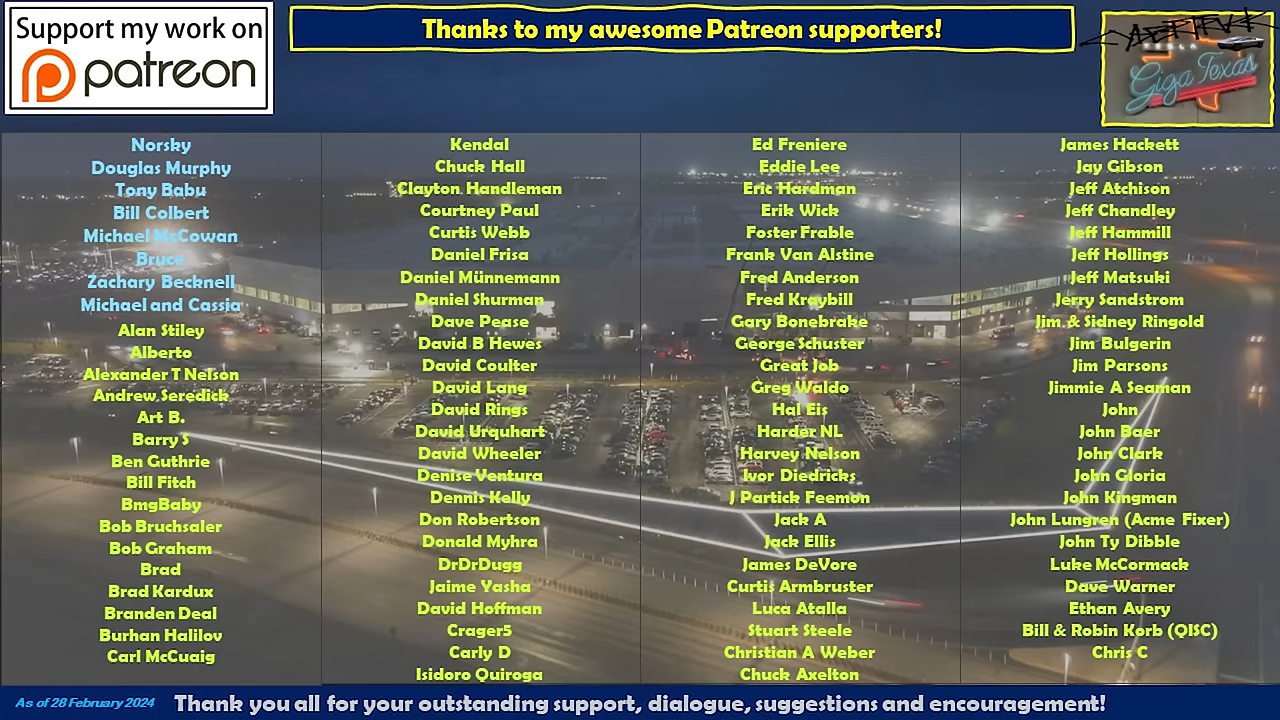 Support my work on
patreon
Thanks to my awesome Patreon supporters!
Giga Texas
Norsky
Douglas Murphy
Tony Babu
Bill Colbert
Michael McCowan
Bruce
Zachary Becknell
Michael and Cassia
Alan Stiley
Alberto
Alexander T Nelson
Andrew Seredick
Art B.
Barry S
Ben Guthrie
Bill Fitch
BmgBaby
Bob Bruchsaler
Bob Graham
Brad
Brad Kardux
Branden Deal
Burhan Halilov
Carl McCuaig
Kendal
Chuck Hall
Clayton Handleman
Courtney Paul
Curtis Webb
Daniel Frisa
Daniel Münnemann
Daniel Shurman
Dave Pease
David B Hewes
David Coulter
David Lang
David Rings
David Urquhart
David Wheeler
Denise Ventura
Dennis Kelly
Don Robertson
Donald Myhra
DrDrDugg
Jaime Yasha
David Hoffman
Crager5
Carly D
Isidoro Quiroga
Ed Freniere
Eddie Lee
Eric Hardman
Erik Wick
Foster Frable
Frank Van Alstine
Fred Anderson
Fred Kraybill
Gary Bonebrake
George Schuster
Great Job
Greg Waldo
Hal Eis
Harder NL
Harvey Nelson
Ivor Diedricks
J Partick Feemon
Jack A
Jack Ellis
James DeVore
Curtis Armbruster
Luca Atalla
Stuart Steele
Christian A Weber
Chuck Axelton
James Hackett
Jay Gibson
Jeff Atchison
Jeff Chandley
Jeff Hammill
Jeff Hollings
Jeff Matsuki
Jerry Sandstrom
Jim & Sidney Ringold
Jim Bulgerin
Jim Parsons
Jimmie A Seaman
John
John Baer
John Clark
John Gloria
John Kingman
John Lungren (Acme Fixer)
John Ty Dibble
Luke McCormack
Dave Warner
Ethan Avery
Bill & Robin Korb (QISC)
Chris C
As of 28 February 2024
Thank you all for your outstanding support, dialogue, suggestions and encouragement!